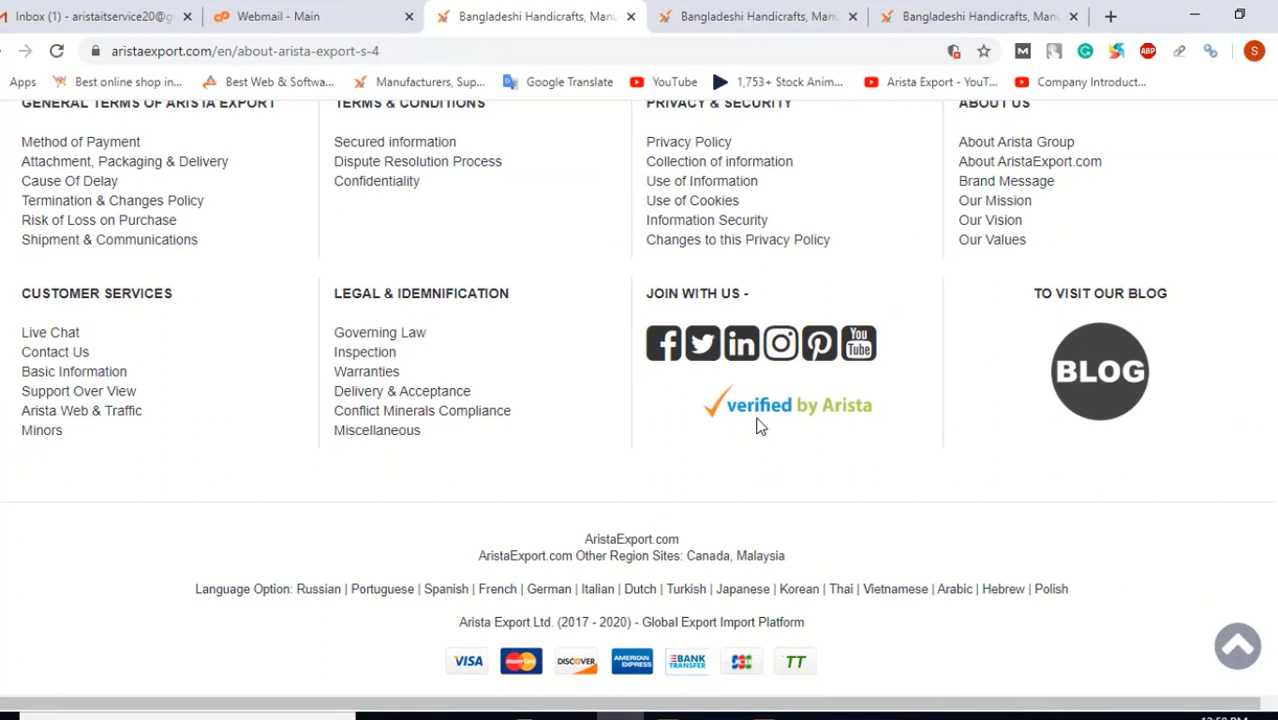 Inbox (1) - aristaitservice20@g
Webmail - Main
Bangladeshi Handicrafts, Manu
Bangladeshi Handicrafts, Manu
Bangladeshi Handicrafts, Manu
aristaexport.com/en/about-arista-export-s-4
M
ABP
S
Apps
Best online shop in...
Best Web & Softwa...
Manufacturers, Sup...
Google Translate
YouTube
1,753+ Stock Anim...
Arista Export - YouT...
Company Introduct...
GENERAL TERMS OF ARISTA EXPORT
Method of Payment
Attachment, Packaging & Delivery
Cause Of Delay
Termination & Changes Policy
Risk of Loss on Purchase
Shipment & Communications
TERMS & CONDITIONS
Secured information
Dispute Resolution Process
Confidentiality
PRIVACY & SECURITY
Privacy Policy
Collection of information
Use of Information
Use of Cookies
Information Security
Changes to this Privacy Policy
ABOUT US
About Arista Group
About AristaExport.com
Brand Message
Our Mission
Our Vision
Our Values
CUSTOMER SERVICES
Live Chat
Contact Us
Basic Information
Support Over View
Arista Web & Traffic
Minors
LEGAL & IDEMNIFICATION
Governing Law
Inspection
Warranties
Delivery & Acceptance
Conflict Minerals Compliance
Miscellaneous
JOIN WITH US -
You
Tube
verified by Arista
TO VISIT OUR BLOG
BLOG
AristaExport.com
AristaExport.com Other Region Sites: Canada, Malaysia
Language Option: Russian | Portuguese | Spanish | French | German | Italian | Dutch | Turkish | Japanese | Korean | Thai | Vietnamese | Arabic | Hebrew | Polish
Arista Export Ltd. (2017 - 2020) - Global Export Import Platform
VISA
MasterCard
DISCOVER
AMERICAN EXPRESS
BANK TRANSFER
JCB
TT